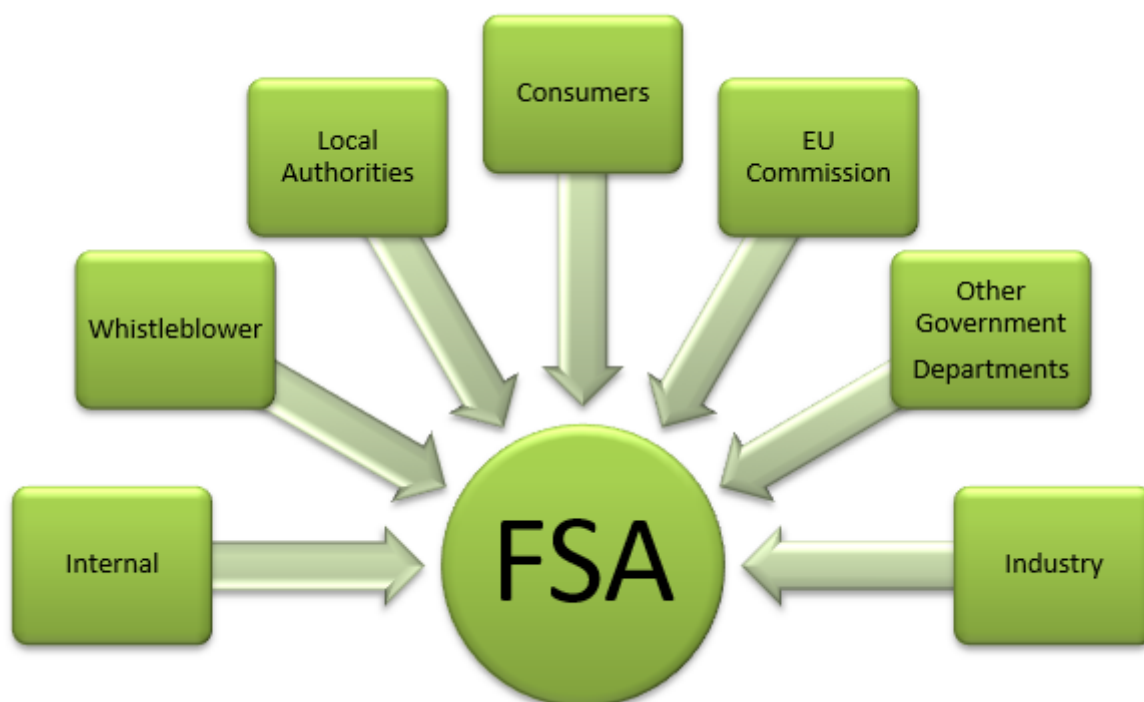 Consumers
Local
Authorities
EU
Commission
Whistleblower
Other
Government
Departments
Internal
FSA
Industry